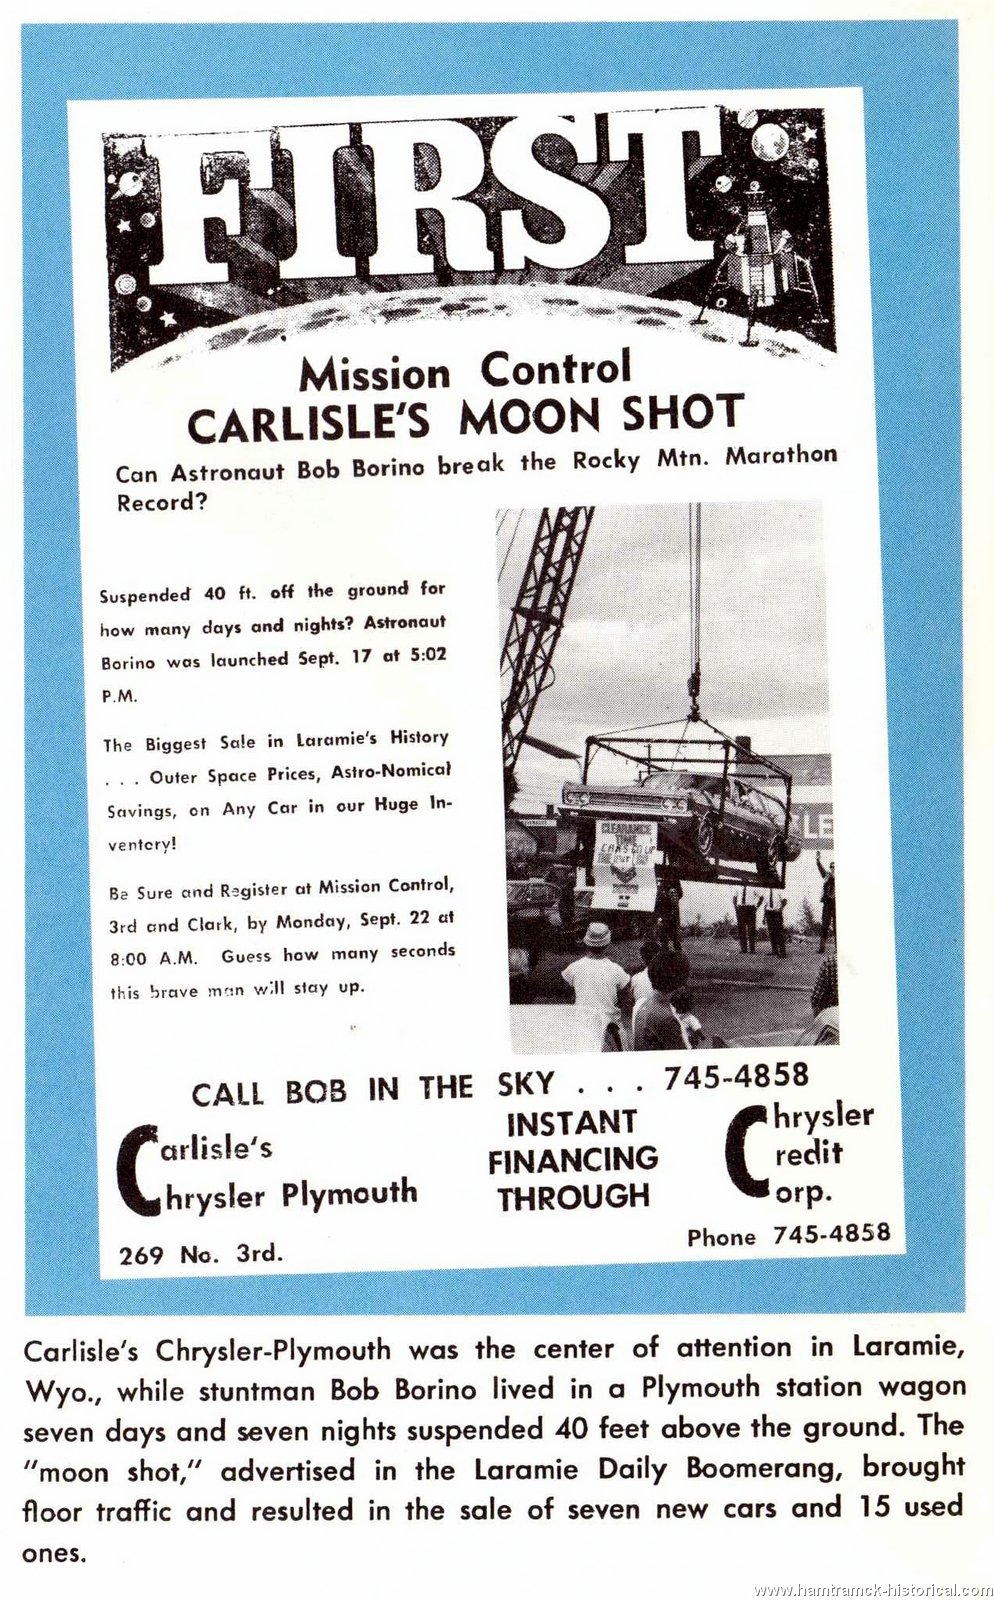 FIRST
Mission Control
CARLISLE'S MOON SHOT
Can Astronaut Bob Borino break the Rocky Mtn. Marathon
Record?
Suspended 40 ft. off the ground for
how many days and nights? Astronaut
Borino was launched Sept. 17 at 5:02
P.M.
The Biggest Sale in Laramie's History
. . . Outer Space Prices, Astro-Nomical
Savings, on Any Car in our Huge In-
ventory!
Be Sure and Register at Mission Control,
3rd and Clark, by Monday, Sept. 22 at
8:00 A.M. Guess how many seconds
this brave man will stay up.
CLEARANCE
TIME
CARS GO UP
LE
CALL BOB IN THE SKY . . . 745-4858
Carlisle's
Chrysler Plymouth
269 No. 3rd.
INSTANT
FINANCING
THROUGH
Chrysler
Credit
Corp.
Phone 745-4858
Carlisle's Chrysler-Plymouth was the center of attention in Laramie,
Wyo., while stuntman Bob Borino lived in a Plymouth station wagon
seven days and seven nights suspended 40 feet above the ground. The
"moon shot," advertised in the Laramie Daily Boomerang, brought
floor traffic and resulted in the sale of seven new cars and 15 used
ones.
www.hamtramck-historical.com